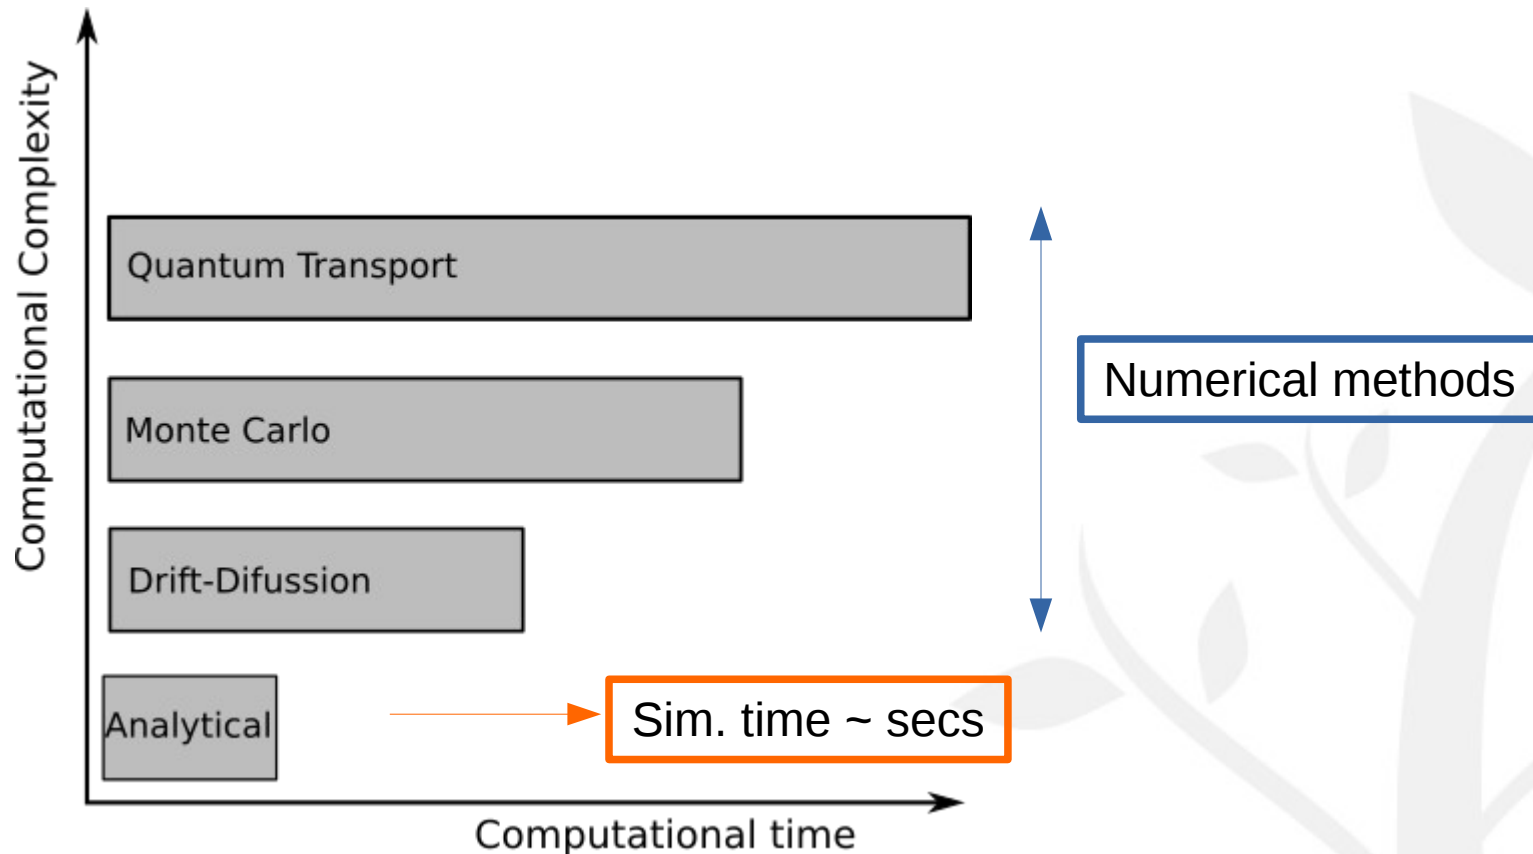 Computational Complexity
Quantum Transport
Numerical methods
Monte Carlo
Drift-Difussion
Analytical
Sim. time ~ secs
Computational time